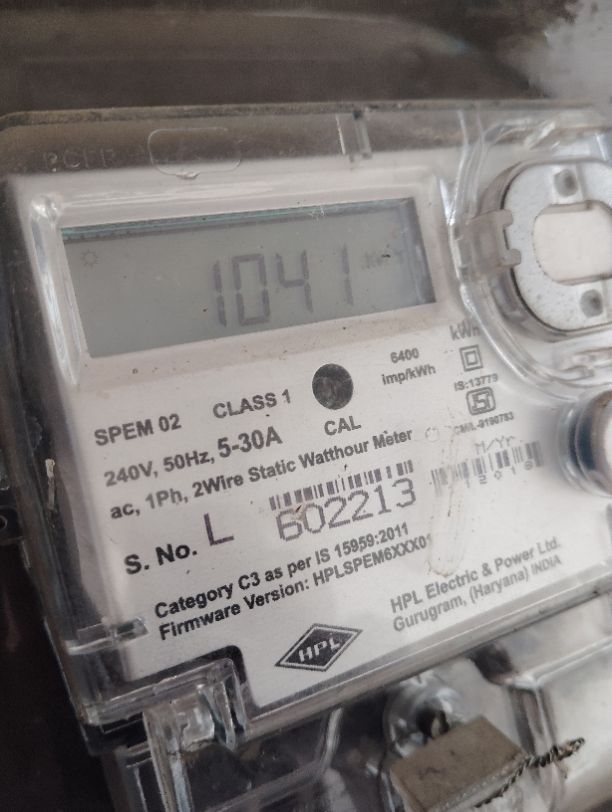 1041
kWh
6400
imp/kWh
IS:13779
SPEM 02 CLASS 1
CAL
240V, 50Hz, 5-30A
ac, 1Ph, 2Wire Static Watthour Meter
M/Yr
S. No. L 602213
Category C3 as per IS 15959:2011
Firmware Version: HPLSPEM6XXX01
HPL Electric & Power Ltd.
Gurugram, (Haryana) INDIA
HPL